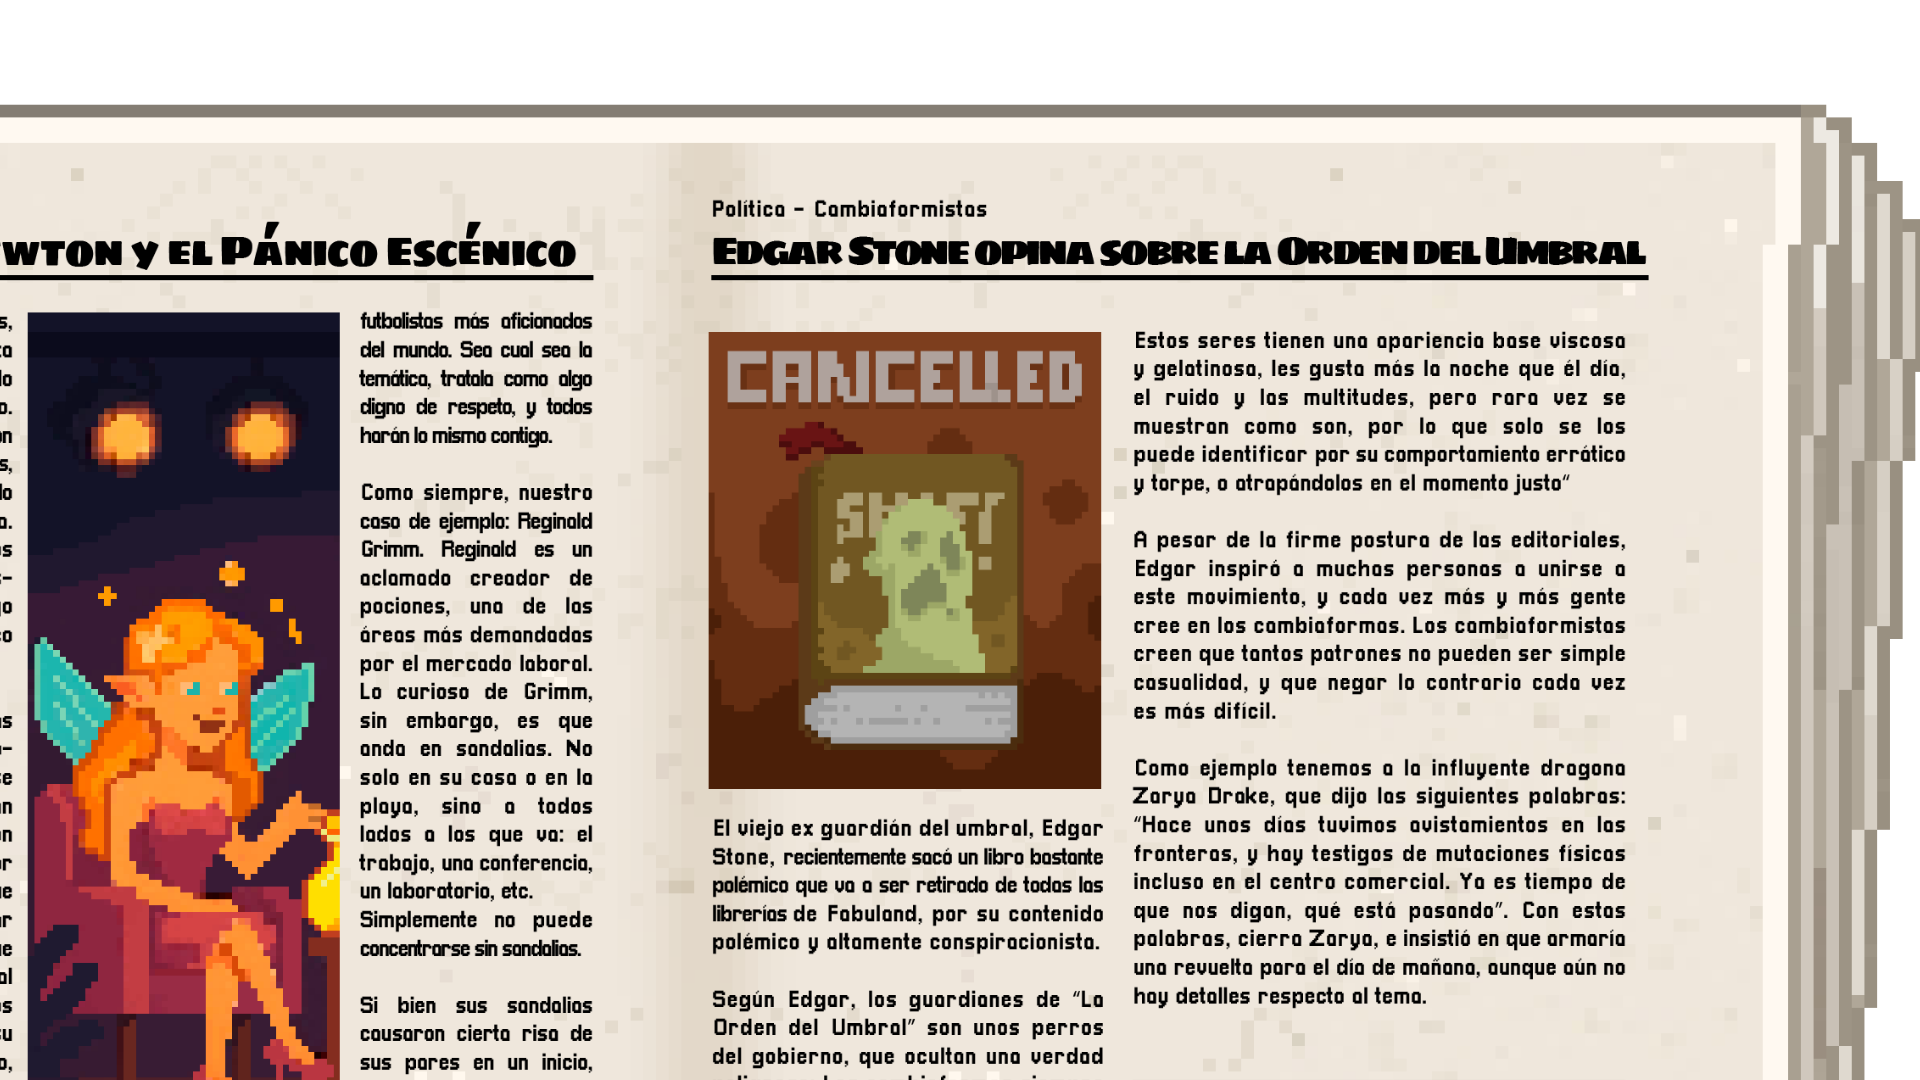 WTON Y EL PÁNICO ESCÉNICO
futbolistas más aficionados
del mundo. Sea cual sea la
temática, tratala como algo
digno de respeto, y todos
harán lo mismo contigo.
Como siempre, nuestro
caso de ejemplo: Reginald
Grimm. Reginald es un
aclamado creador de
pociones, una de las
áreas más demandadas
por el mercado laboral.
Lo curioso de Grimm,
sin embargo, es que
anda en sandalias. No
solo en su casa o en la
playa, sino a todos
lados a los que va: el
trabajo, una conferencia,
un laboratorio, etc.
Simplemente no puede
concentrarse sin sandalias.
Si bien sus sandalias
causaron cierta risa de
sus pares en un inicio,
Política - Cambiaformistas
EDGAR STONE OPINA SOBRE LA ORDEN DEL UMBRAL
CANCELLED
El viejo ex guardián del umbral, Edgar
Stone, recientemente sacó un libro bastante
polémico que va a ser retirado de todas las
librerías de Fabuland, por su contenido
polémico y altamente conspiracionista.
Según Edgar, los guardianes de "La
Orden del Umbral" son unos perros
del gobierno, que ocultan una verdad
Estos seres tienen una apariencia base viscosa
y gelatinosa, les gusta más la noche que él día,
el ruido y las multitudes, pero rara vez se
muestran como son, por lo que solo se los
puede identificar por su comportamiento errático
y torpe, o atrapándolos en el momento justo"
A pesar de la firme postura de las editoriales,
Edgar inspiró a muchas personas a unirse a
este movimiento, y cada vez más y más gente
cree en los cambiaformas. Los cambiaformistas
creen que tantos patrones no pueden ser simple
casualidad, y que negar lo contrario cada vez
es más difícil.
Como ejemplo tenemos a la influyente dragona
Zarya Drake, que dijo las siguientes palabras:
"Hace unos días tuvimos avistamientos en las
fronteras, y hay testigos de mutaciones físicas
incluso en el centro comercial. Ya es tiempo de
que nos digan, qué está pasando". Con estas
palabras, cierra Zarya, e insistió en que armaría
una revuelta para el día de mañana, aunque aún no
hay detalles respecto al tema.